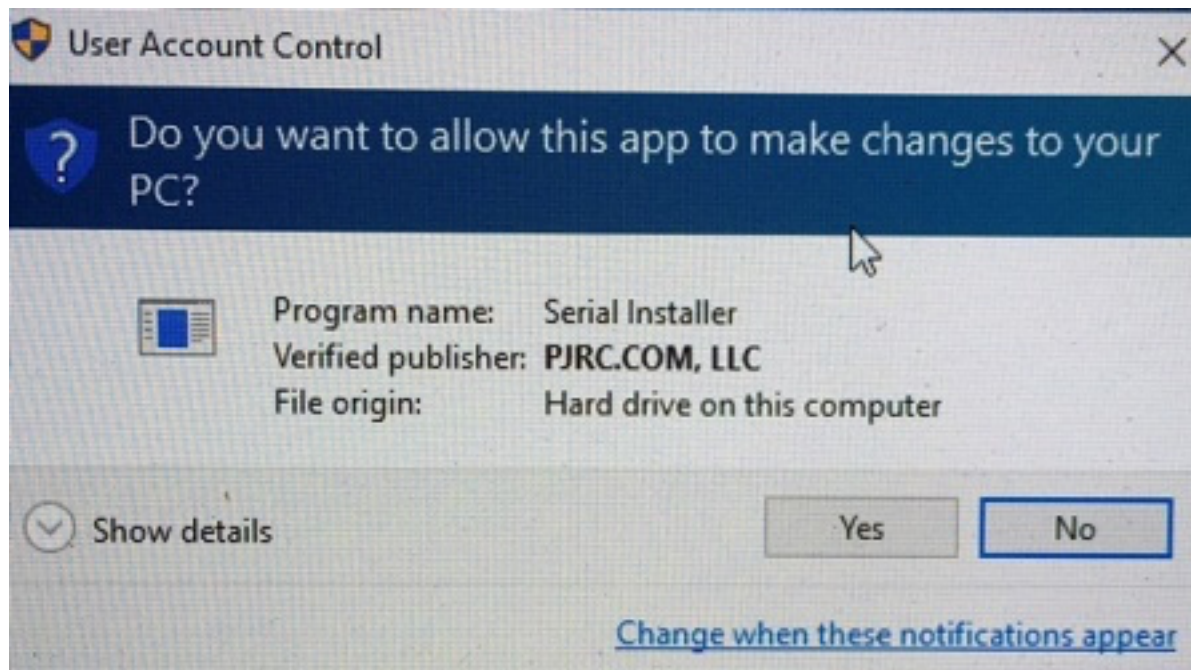 User Account Control
Do you want to allow this app to make changes to your
PC?
Program name: Serial Installer
Verified publisher: PJRC.COM, LLC
File origin: Hard drive on this computer
Show details
Yes
No
Change when these notifications appear